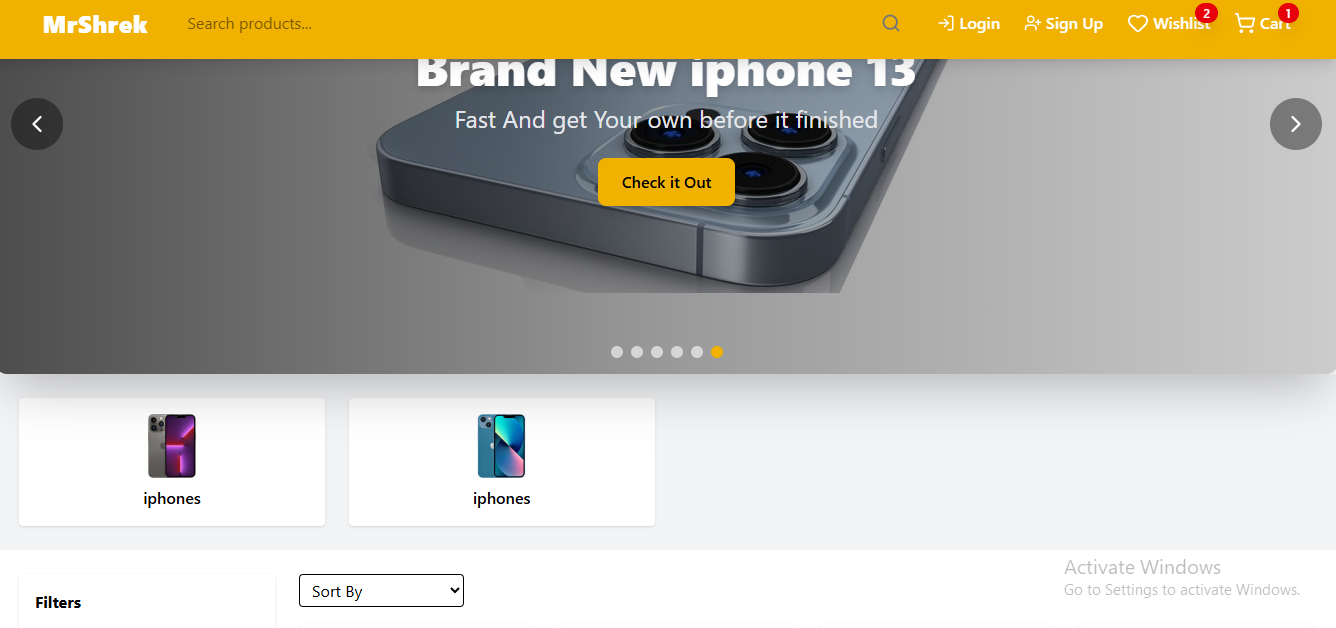 MrShrek
Search products...
Login
Sign Up
Wishlist
2
Cart
1
Brand New iphone 13
Fast And get Your own before it finished
Check it Out
iphones
iphones
Filters
Sort By
Activate Windows
Go to Settings to activate Windows.